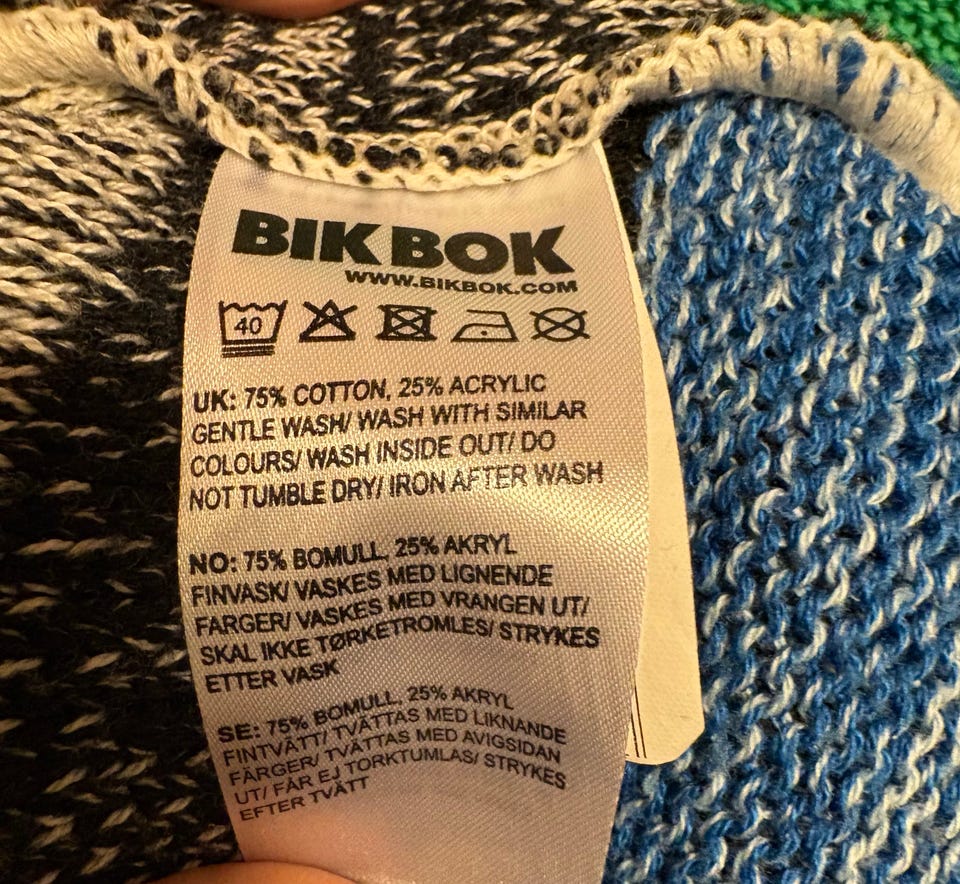 BIK BOK
WWW.BIKBOK.COM
40
UK: 75% COTTON, 25% ACRYLIC
GENTLE WASH/ WASH WITH SIMILAR
COLOURS/ WASH INSIDE OUT/ DO
NOT TUMBLE DRY/ IRON AFTER WASH
NO: 75% BOMULL, 25% AKRYL
FINVASK/ VASKES MED LIGNENDE
FARGER/ VASKES MED VRANGEN UT/
SKAL IKKE TØRKETROMLES/ STRYKES
ETTER VASK
SE: 75% BOMULL, 25% AKRYL
FINTVÄTT/ TVÄTTAS MED LIKNANDE
FÄRGER/ TVÄTTAS MED AVIGSIDAN
UT/ FÅR EJ TORKTUMLAS/ STRYKES
EFTER TVÄTT